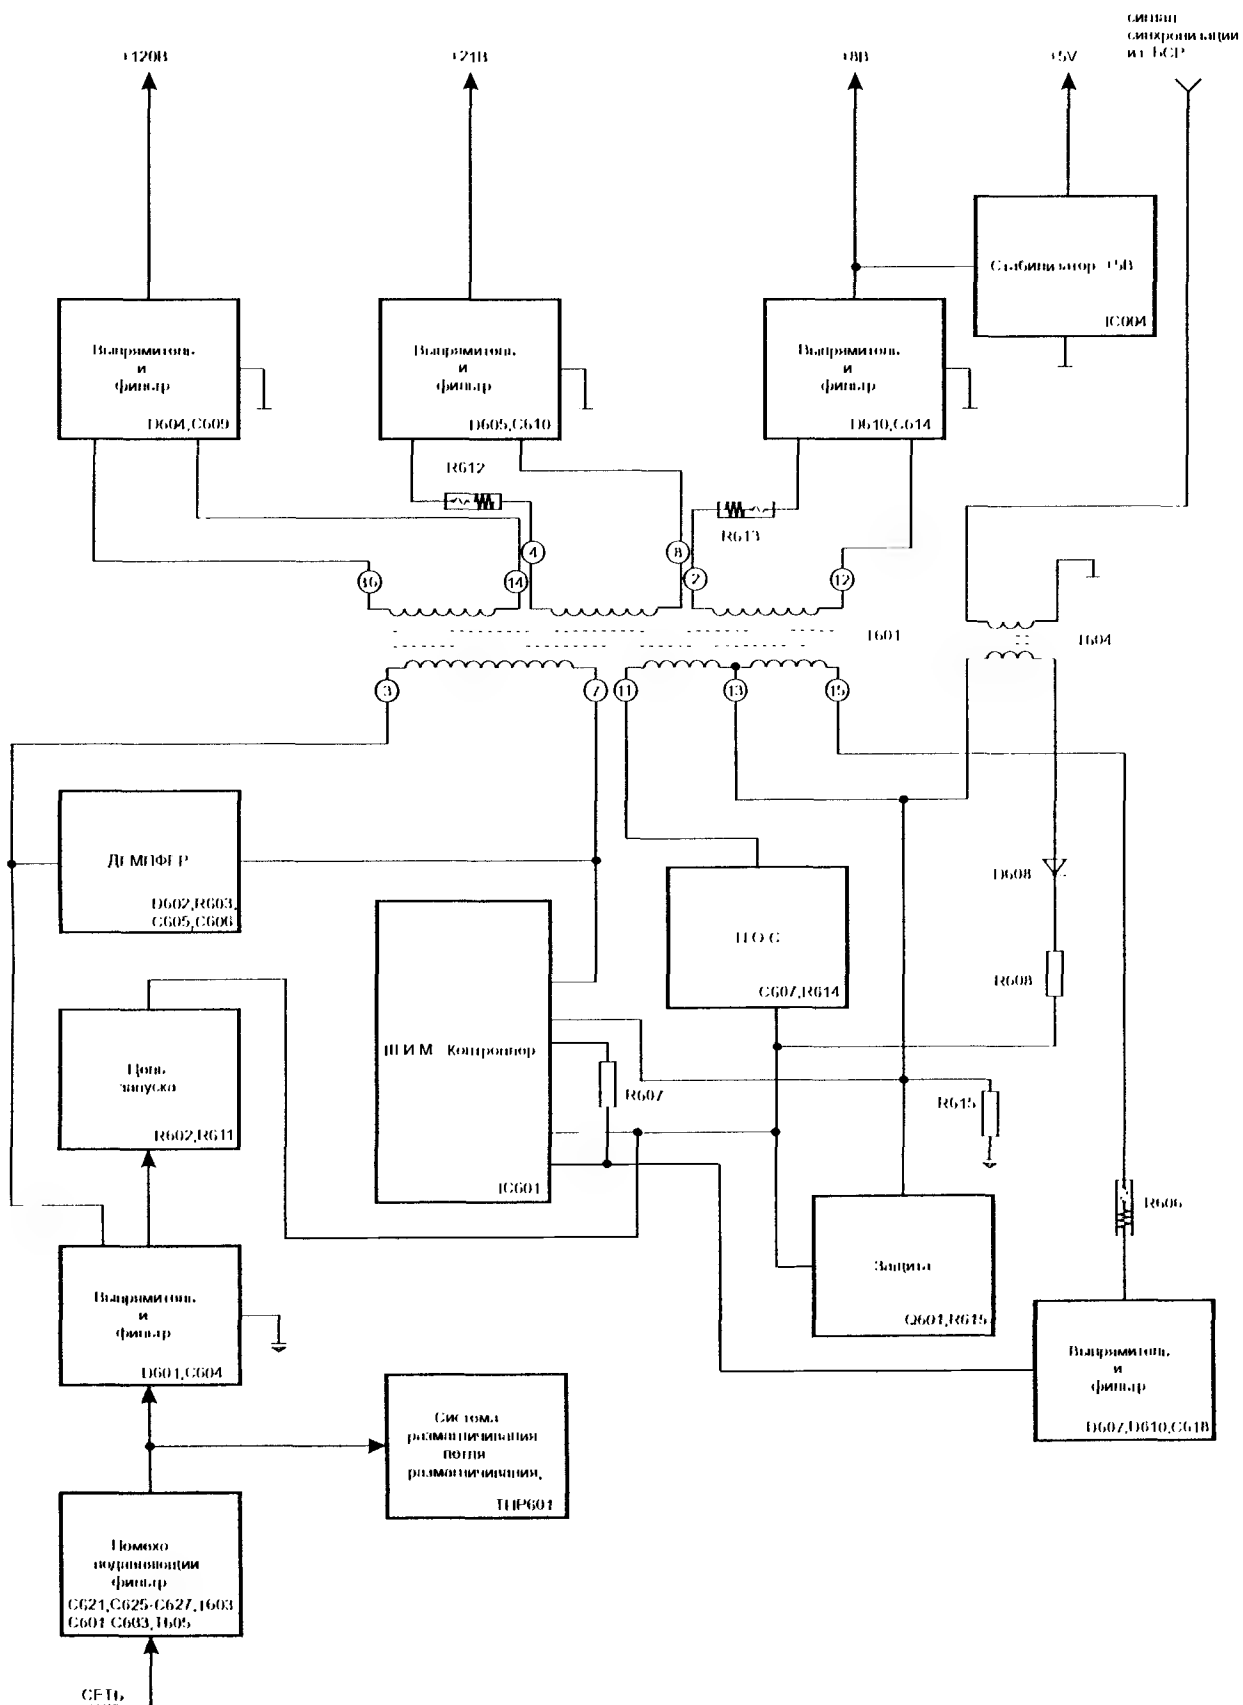 сигнал
синхронизации
из БСР
+120В
+21В
+8В
+5V
Стабилизатор +5В
IC004
Выпрямитель
и
фильтр
D604,C609
Выпрямитель
и
фильтр
D605,C610
Выпрямитель
и
фильтр
D610,C614
R612
R613
4
8
2
12
16
14
T601
T604
3
7
11
13
15
ДЕМПФЕР
D602,R603,
C605,C606
D608
П.О.С
C607,R614
R608
Ш И М Контроллер
IC601
Цепь
запуска
R602,R611
R607
R615
R606
Выпрямитель
и
фильтр
D601,C604
Защита
Q601,R615
Выпрямитель
и
фильтр
D607,D610,C618
Система
размагничивания
петля
размагничивания,
THP601
Помехо
подавляющий
фильтр
C621,C625-C627,T603
C601-C603,T605
СЕТЬ